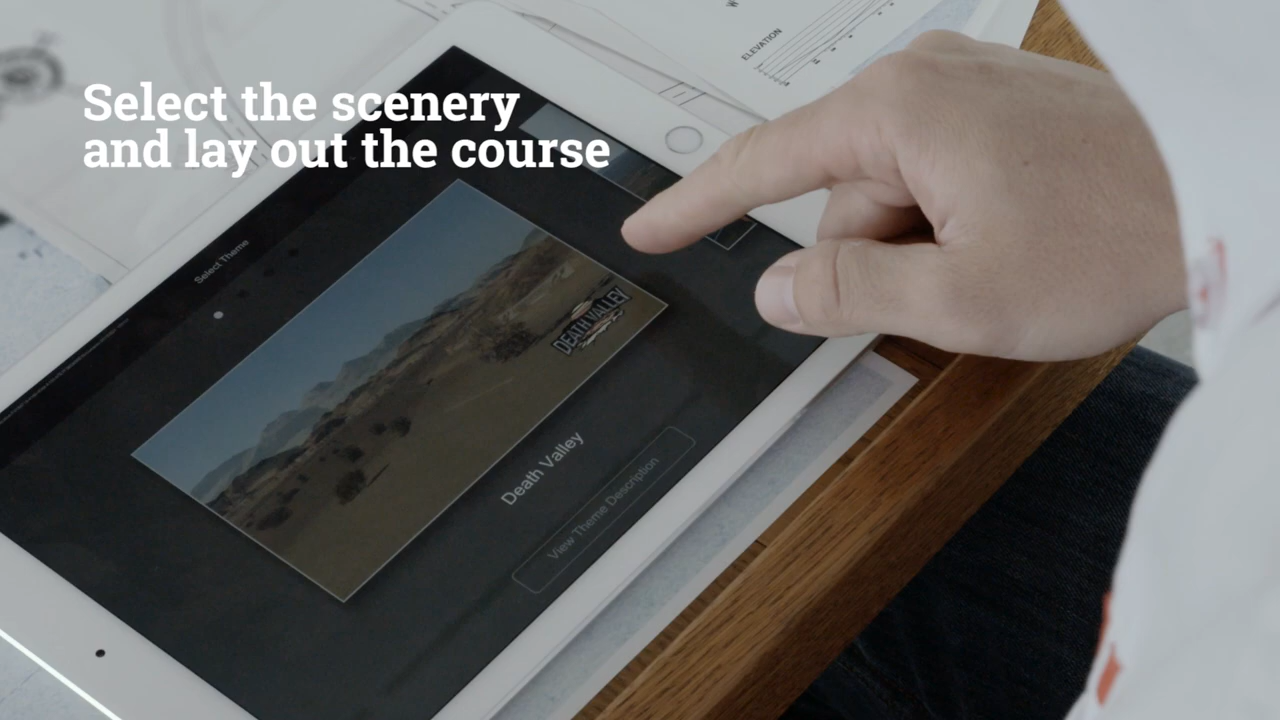 Select the scenery
and lay out the course
ELEVATION
Select Theme
DEATH VALLEY
Death Valley
View Theme Description